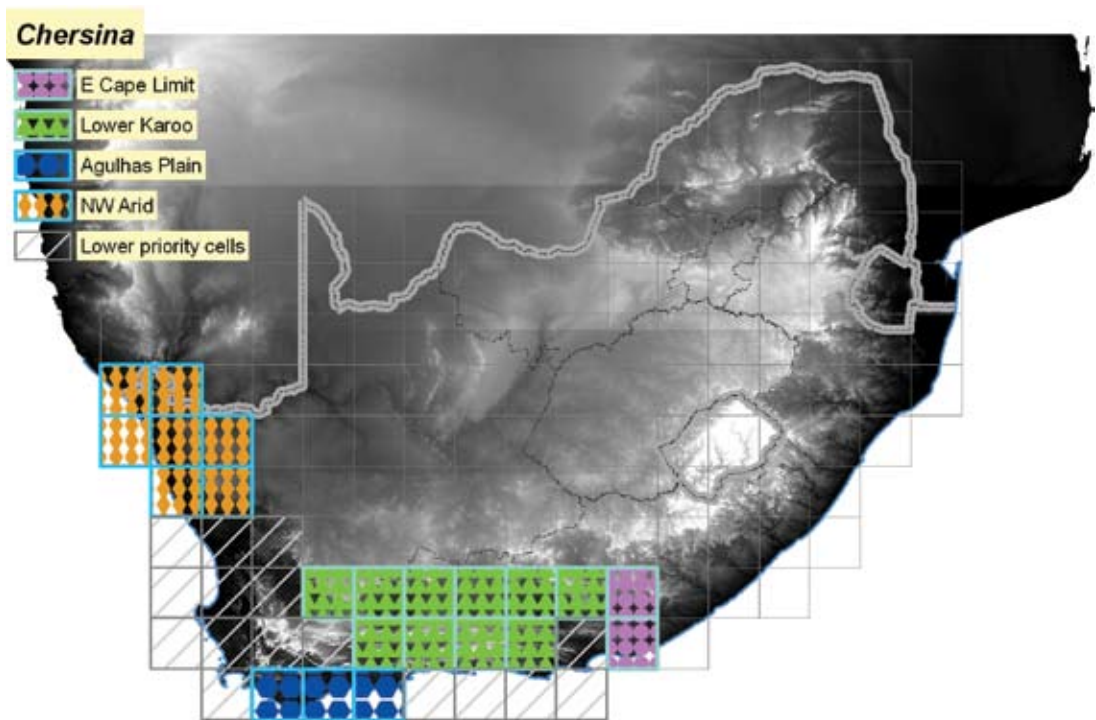 Chersina
E Cape Limit
Lower Karoo
Agulhas Plain
NW Arid
Lower priority cells